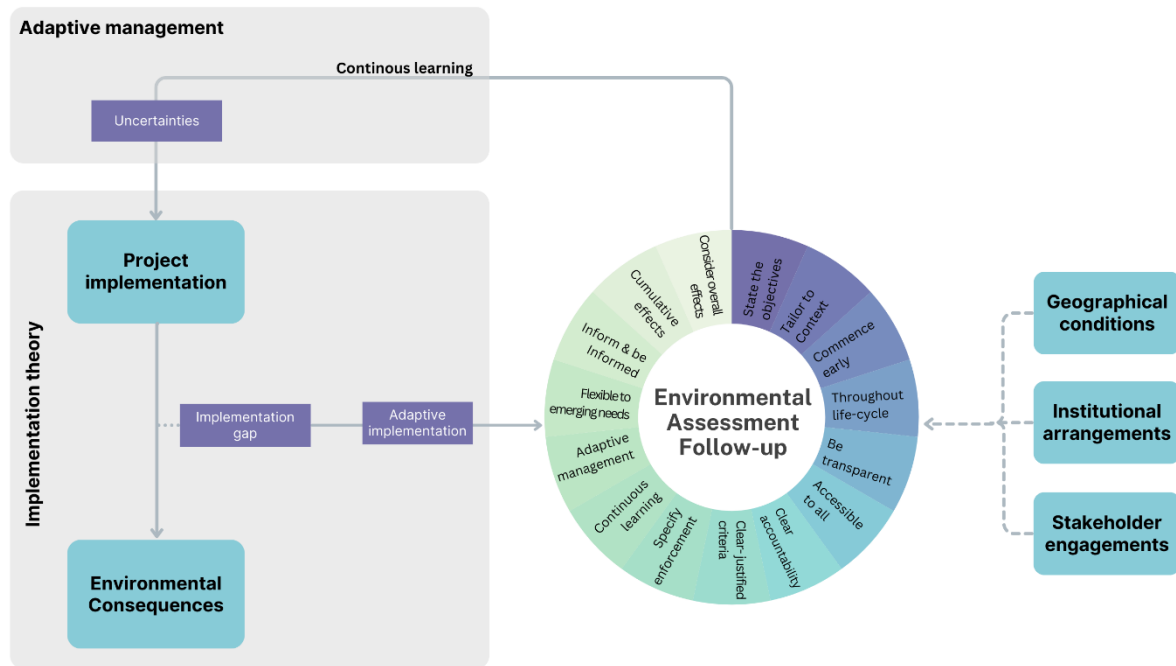 Adaptive management
Continous learning
Uncertainties
Implementation theory
Project
implementation
Implementation
gap
Adaptive
implementation
Environmental
Consequences
Environmental
Assessment
Follow-up
State the
objectives
Tailor to
Context
Commence
early
Throughout
life-cycle
Be
transparent
Accessible
to all
Clear
accountability
Clear- justified
criteria
Specify
enforcement
Continuous
learning
Adaptive
management
Flexible to
emerging needs
Inform & be
Informed
Cumulative
effects
Consider overall
effects
Geographical
conditions
Institutional
arrangements
Stakeholder
engagements